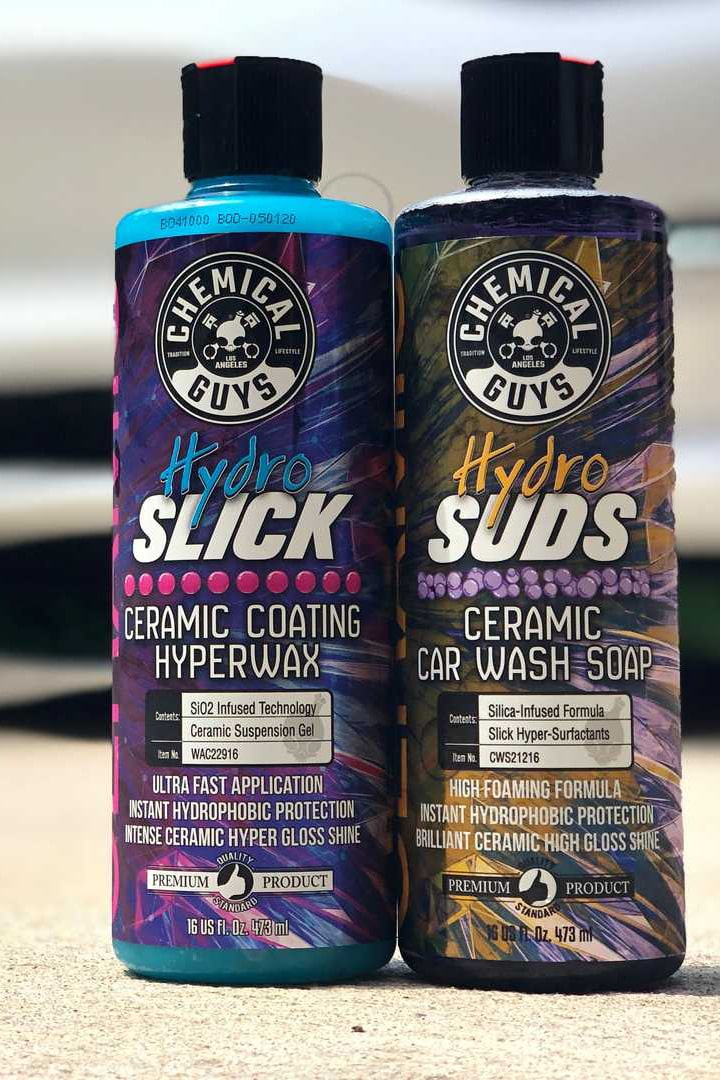 BD41000 BOO-050120
CHEMICAL
TRADITION
LIFESTYLE
LOS
ANGELES
GUYS
Hydro
SLICK
CERAMIC COATING
HYPERWAX
Contents:
SiO2 Infused Technology
Ceramic Suspension Gel
Item No.
WAC22916
ULTRA FAST APPLICATION
INSTANT HYDROPHOBIC PROTECTION
INTENSE CERAMIC HYPER GLOSS SHINE
QUALITY
PREMIUM PRODUCT
STANDARD
16 US Fl. Oz. 473 ml
CHEMICAL
TRADITION
LIFESTYLE
LOS
ANGELES
GUYS
Hydro
SUDS
CERAMIC
CAR WASH SOAP
Contents:
Silica-Infused Formula
Slick Hyper-Surfactants
Item No.
CWS21216
HIGH-FOAMING FORMULA
INSTANT HYDROPHOBIC PROTECTION
BRILLIANT CERAMIC HIGH GLOSS SHINE
QUALITY
PREMIUM PRODUCT
STANDARD
16 US Fl. Oz. 473 ml